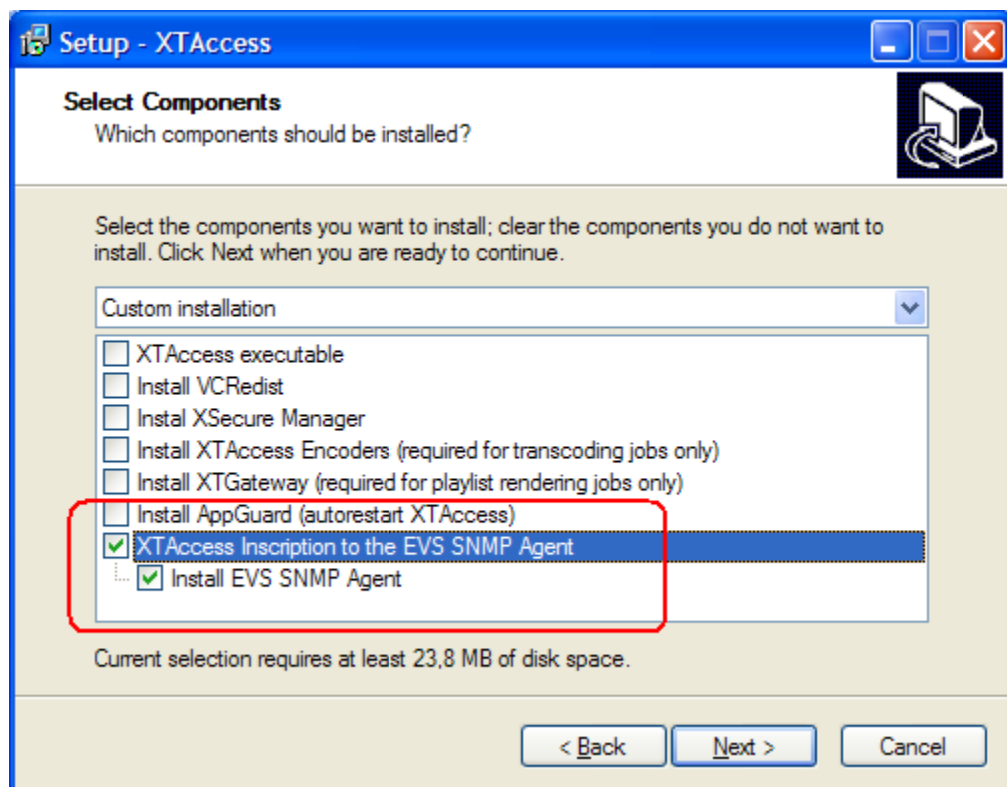 Setup - XTAccess
Select Components
Which components should be installed?
Select the components you want to install; clear the components you do not want to
install. Click Next when you are ready to continue.
Custom installation
XTAccess executable
Install VCRedist
Instal XSecure Manager
Install XTAccess Encoders (required for transcoding jobs only)
Install XTGateway (required for playlist rendering jobs only)
Install AppGuard (autorestart XTAccess)
XTAccess Inscription to the EVS SNMP Agent
Install EVS SNMP Agent
Current selection requires at least 23,8 MB of disk space.
< Back
Next >
Cancel